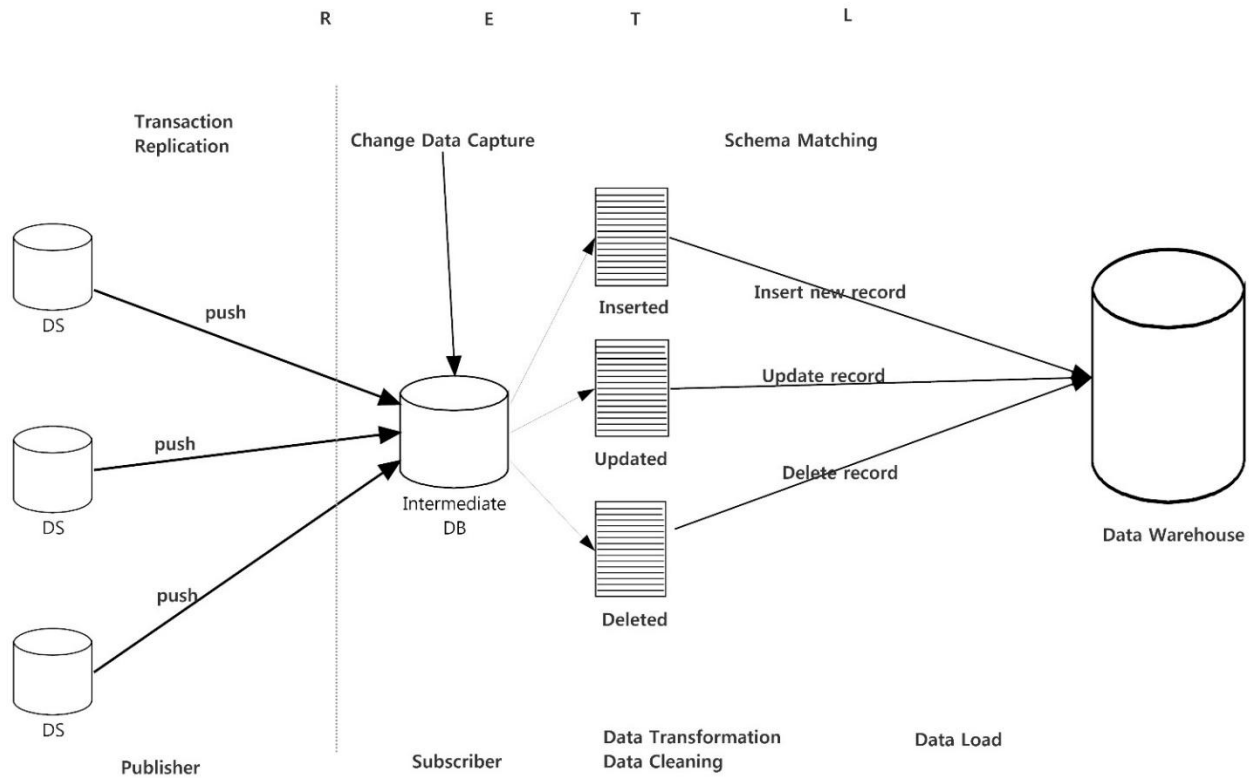 R E T L
Transaction
Replication
Change Data Capture
Schema Matching
DS
push
Inserted
Insert new record
DS
push
Intermediate
DB
Updated
Update record
Data Warehouse
DS
push
Deleted
Delete record
Publisher
Subscriber
Data Transformation
Data Cleaning
Data Load